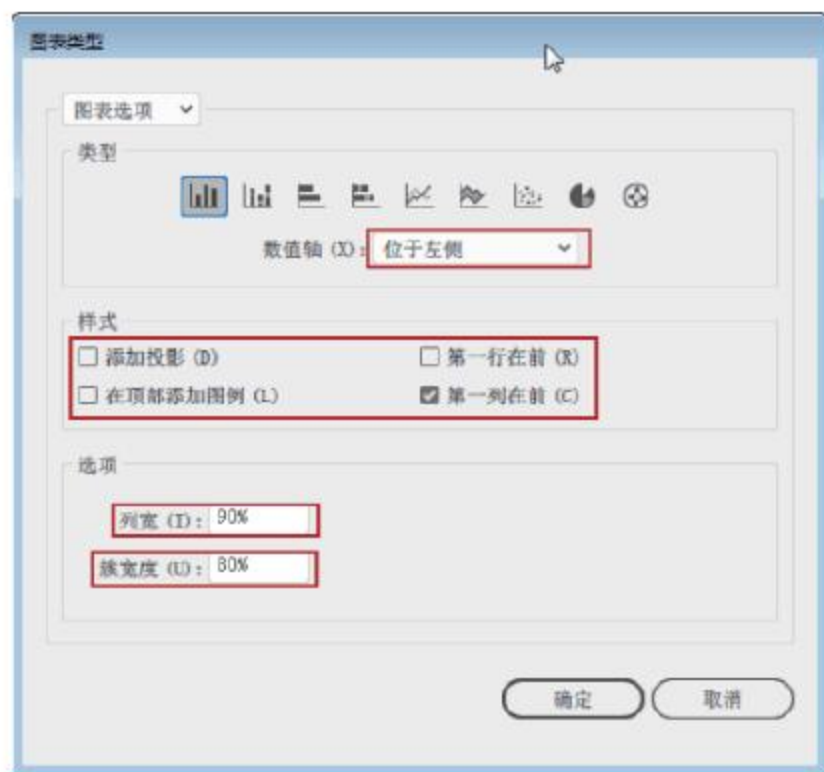 图表类型
图表选项
类型
数值轴 (X): 位于左侧
样式
添加投影 (D) 第一行在前 (R)
在顶部添加图例 (L) 第一列在前 (C)
选项
列宽 (I): 90%
簇宽度 (U): 80%
确定 取消